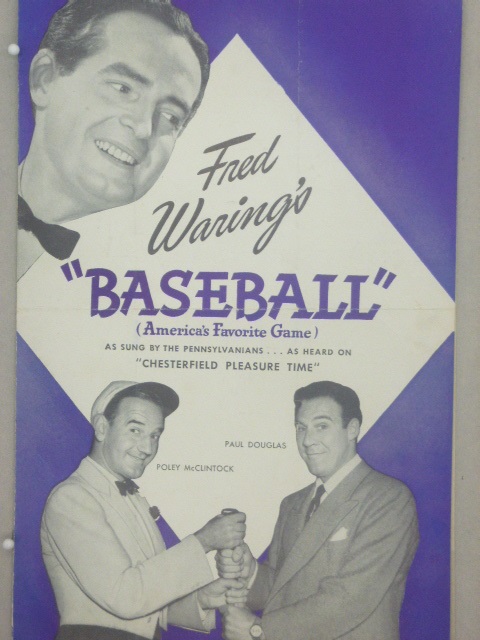 Fred
Waring's
"BASEBALL"
(America's Favorite Game)
AS SUNG BY THE PENNSYLVANIANS . . . AS HEARD ON
"CHESTERFIELD PLEASURE TIME"
PAUL DOUGLAS
POLEY McCLINTOCK